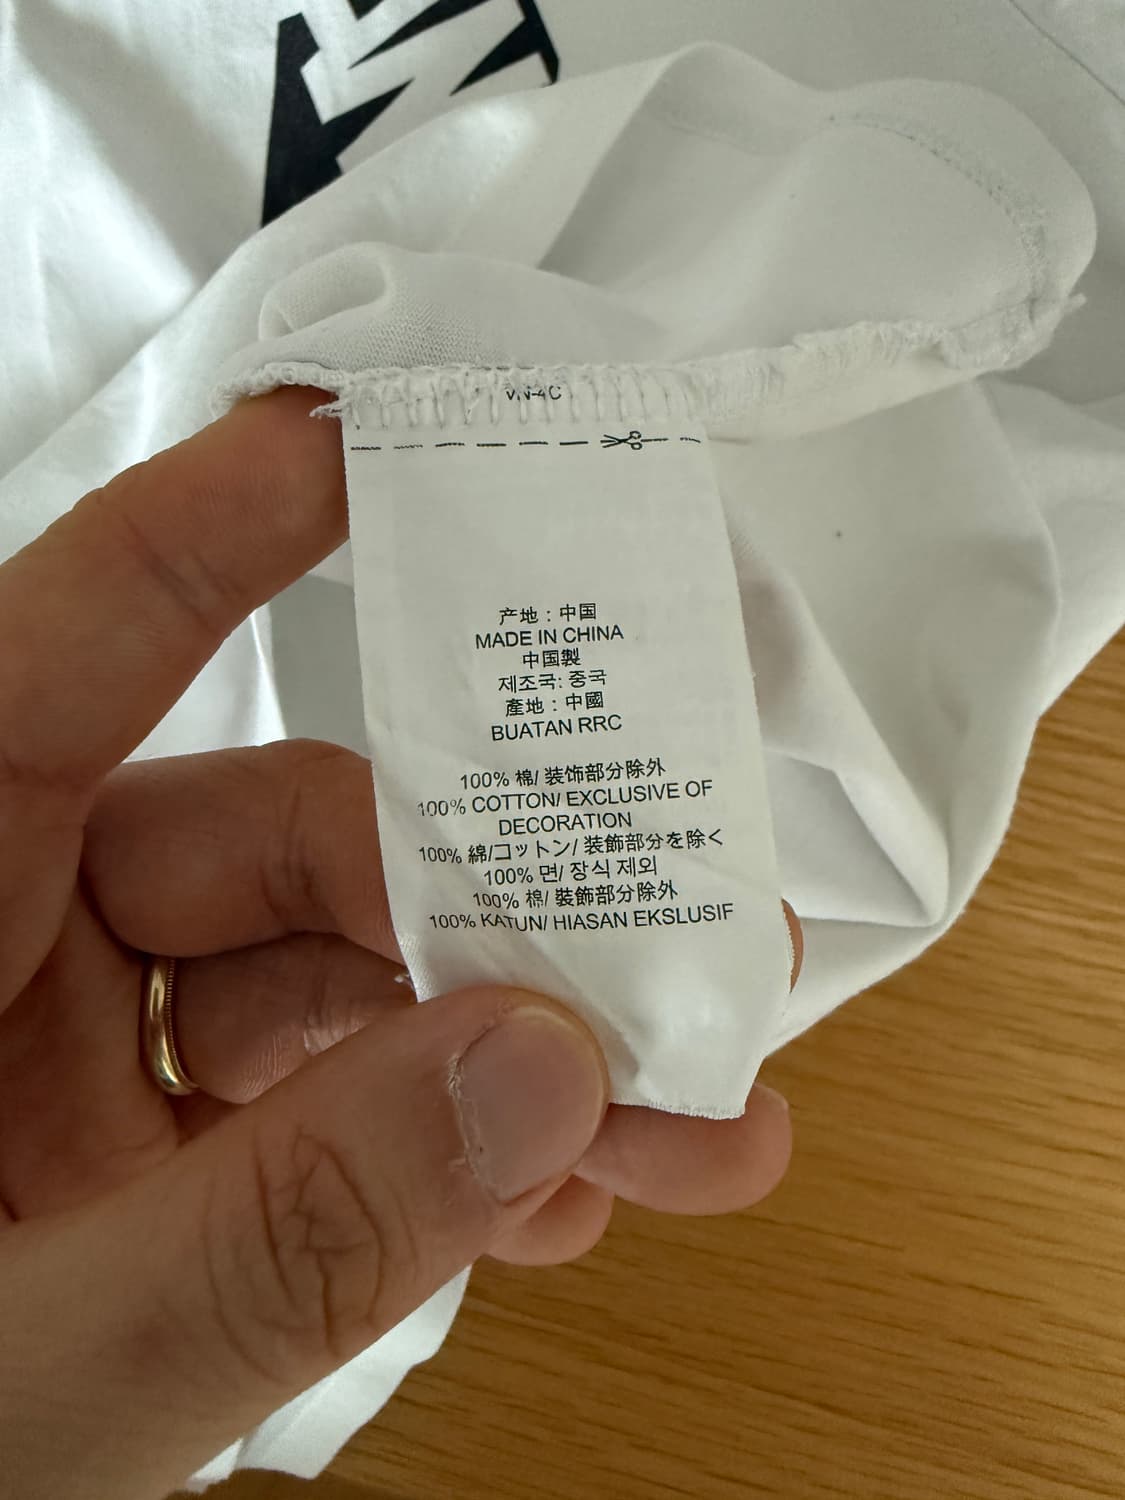 VN-4C
产地：中国
MADE IN CHINA
中国製
제조국: 중국
產地：中國
BUATAN RRC
100% 棉/ 装饰部分除外
100% COTTON/ EXCLUSIVE OF
DECORATION
100% 綿/コットン/ 装飾部分を除く
100% 면/ 장식 제외
100% 棉/ 裝飾部分除外
100% KATUN/ HIASAN EKSLUSIF